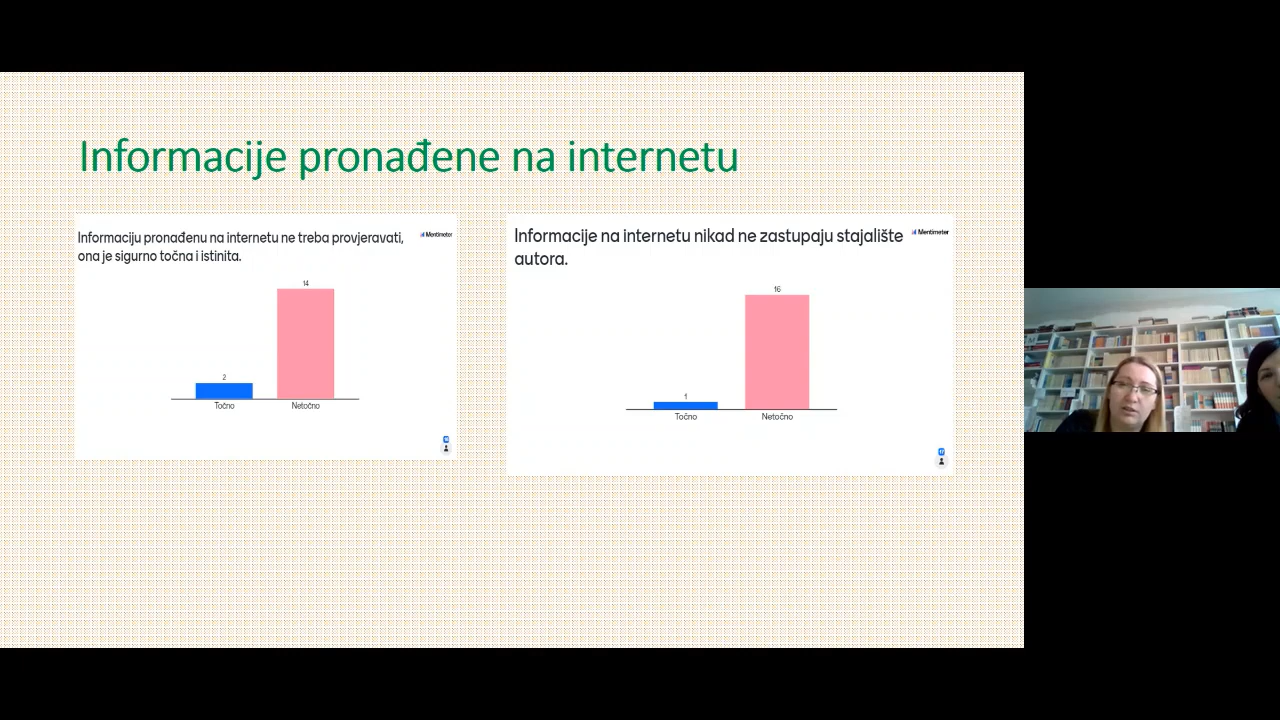 Informacije pronađene na internetu
Informaciju pronađenu na internetu ne treba provjeravati,
ona je sigurno točna i istinita.
Mentimeter
14
2
Točno
Netočno
Informacije na internetu nikad ne zastupaju stajalište
autora.
Mentimeter
16
1
Točno
Netočno
17